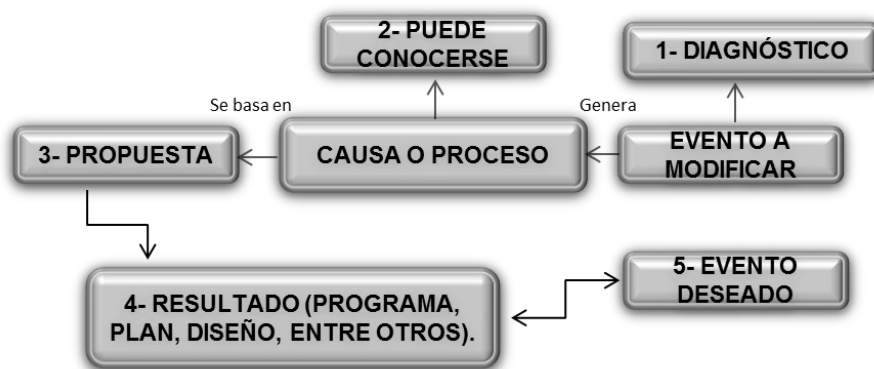 2- PUEDE
CONOCERSE
1- DIAGNÓSTICO
Se basa en
Genera
3- PROPUESTA
CAUSA O PROCESO
EVENTO A
MODIFICAR
4- RESULTADO (PROGRAMA,
PLAN, DISEÑO, ENTRE OTROS).
5- EVENTO
DESEADO